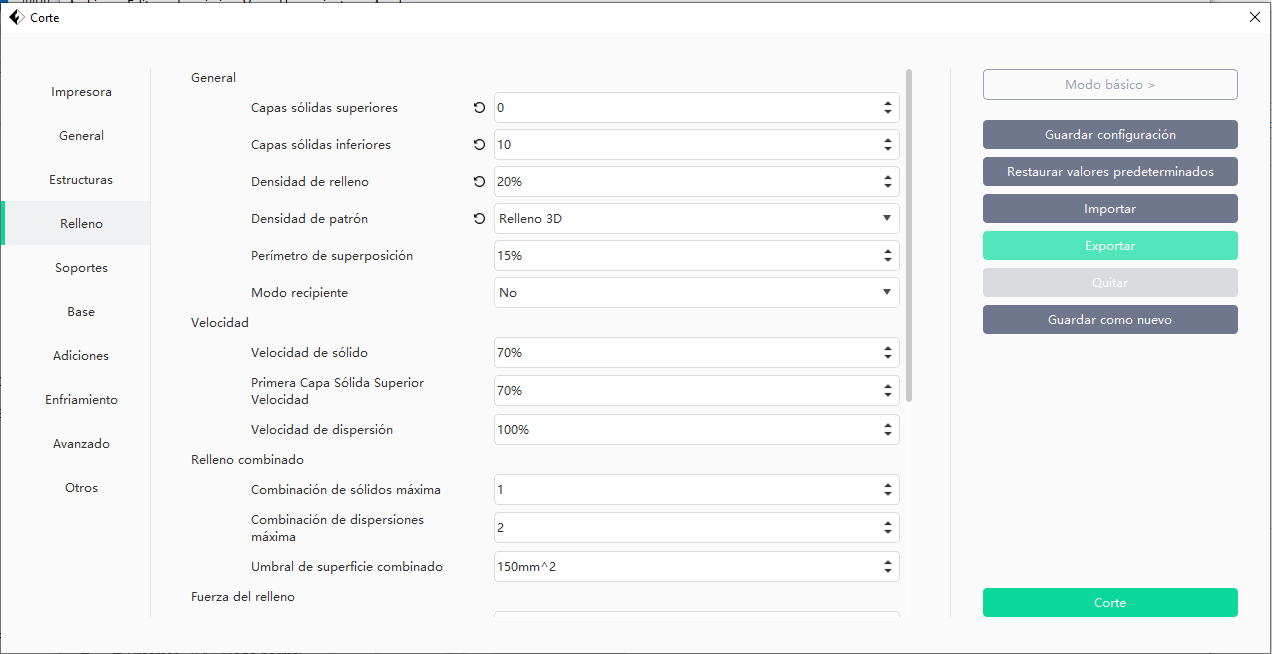 Corte
Impresora
General
Estructuras
Relleno
Soportes
Base
Adiciones
Enfriamiento
Avanzado
Otros
General
Capas sólidas superiores 0
Capas sólidas inferiores 10
Densidad de relleno 20%
Densidad de patrón Relleno 3D
Perímetro de superposición 15%
Modo recipiente No
Velocidad
Velocidad de sólido 70%
Primera Capa Sólida Superior
Velocidad 70%
Velocidad de dispersión 100%
Relleno combinado
Combinación de sólidos máxima 1
Combinación de dispersiones
máxima 2
Umbral de superficie combinado 150mm^2
Fuerza del relleno
Modo básico >
Guardar configuración
Restaurar valores predeterminados
Importar
Exportar
Quitar
Guardar como nuevo
Corte